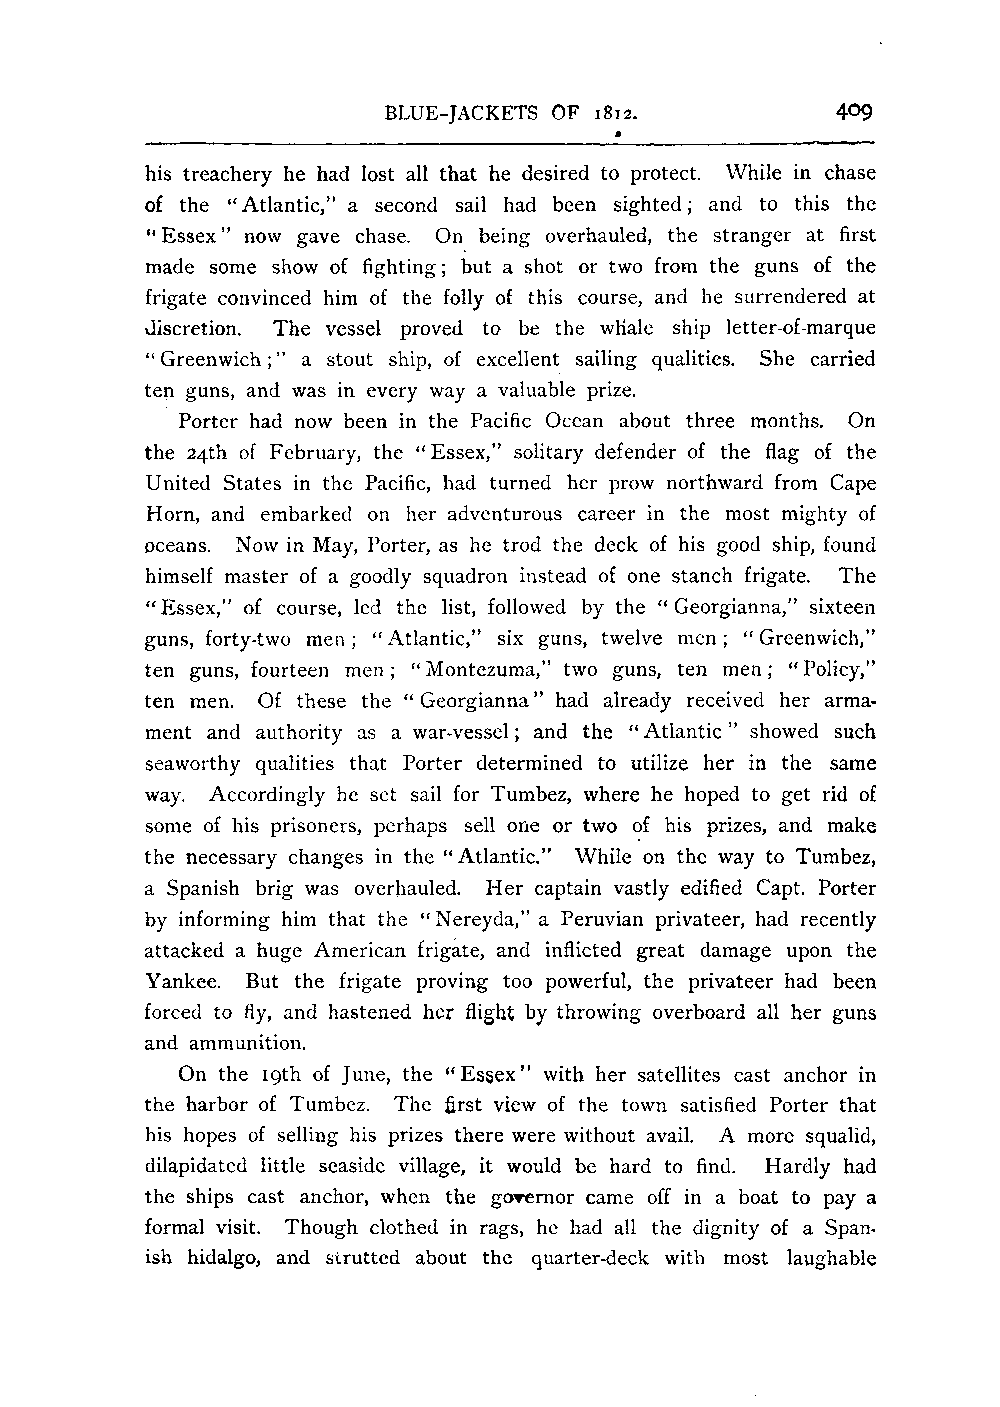 BLUE-JACKETS OF 1812. 409
his treachery he had lost all that he desired to protect. While in chase
of the “Atlantic,” a second sail had been sighted; and to this the
“Essex” now gave chase. On being overhauled, the stranger at first
made some show of fighting; but a shot or two from the guns of the
frigate convinced him of the folly of this course, and he surrendered at
discretion. The vessel proved to be the whale ship letter-of-marque
“Greenwich;” a stout ship, of excellent sailing qualities. She carried
ten guns, and was in every way a valuable prize.
Porter had now been in the Pacific Ocean about three months. On
the 24th of February, the “Essex,” solitary defender of the flag of the
United States in the Pacific, had turned her prow northward from Cape
Horn, and embarked on her adventurous career in the most mighty of
oceans. Now in May, Porter, as he trod the deck of his good ship, found
himself master of a goodly squadron instead of one stanch frigate. The
“Essex,” of course, led the list, followed by the “Georgianna,” sixteen
guns, forty-two men; “Atlantic,” six guns, twelve men; “Greenwich,”
ten guns, fourteen men; “Montezuma,” two guns, ten men; “Policy,”
ten men. Of these the “Georgianna” had already received her arma-
ment and authority as a war-vessel; and the “Atlantic” showed such
seaworthy qualities that Porter determined to utilize her in the same
way. Accordingly he set sail for Tumbez, where he hoped to get rid of
some of his prisoners, perhaps sell one or two of his prizes, and make
the necessary changes in the “Atlantic.” While on the way to Tumbez,
a Spanish brig was overhauled. Her captain vastly edified Capt. Porter
by informing him that the “Nereyda,” a Peruvian privateer, had recently
attacked a huge American frigate, and inflicted great damage upon the
Yankee. But the frigate proving too powerful, the privateer had been
forced to fly, and hastened her flight by throwing overboard all her guns
and ammunition.
On the 19th of June, the “Essex” with her satellites cast anchor in
the harbor of Tumbez. The first view of the town satisfied Porter that
his hopes of selling his prizes there were without avail. A more squalid,
dilapidated little seaside village, it would be hard to find. Hardly had
the ships cast anchor, when the governor came off in a boat to pay a
formal visit. Though clothed in rags, he had all the dignity of a Span-
ish hidalgo, and strutted about the quarter-deck with most laughable